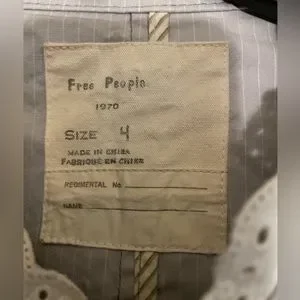 Free People
1970
SIZE 4
MADE IN CHINA
FABRIQUE EN CHINE
REGIMENTAL No
NAME